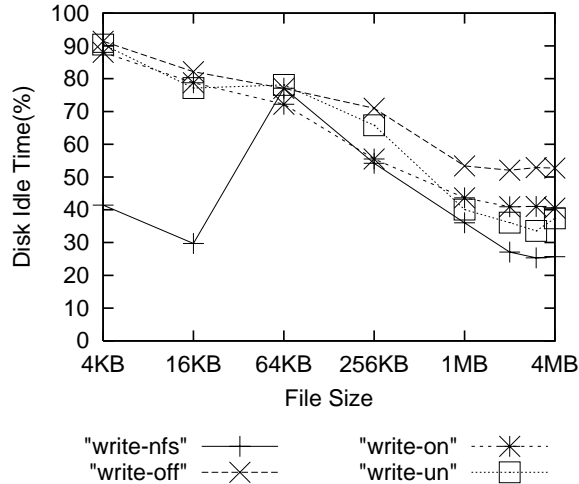 100
90
80
70
60
50
40
30
20
10
0
Disk Idle Time(%)
4KB 16KB 64KB 256KB 1MB 4MB
File Size
"write-nfs" "write-on"
"write-off" "write-un"